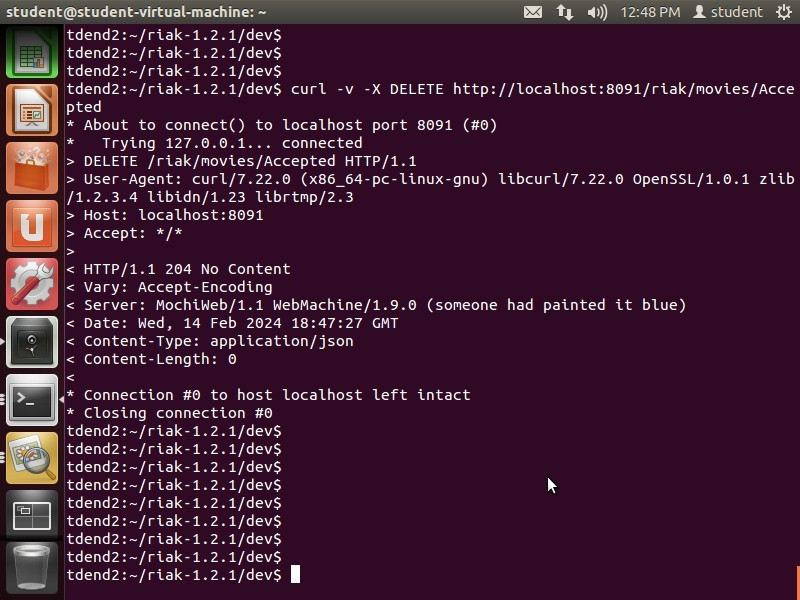 student@student-virtual-machine: ~ 12:48 PM student
tdend2:~/riak-1.2.1/dev$
tdend2:~/riak-1.2.1/dev$
tdend2:~/riak-1.2.1/dev$
tdend2:~/riak-1.2.1/dev$ curl -v -X DELETE http://localhost:8091/riak/movies/Acce
pted
* About to connect() to localhost port 8091 (#0)
*   Trying 127.0.0.1... connected
> DELETE /riak/movies/Accepted HTTP/1.1
> User-Agent: curl/7.22.0 (x86_64-pc-linux-gnu) libcurl/7.22.0 OpenSSL/1.0.1 zlib
/1.2.3.4 libidn/1.23 librtmp/2.3
> Host: localhost:8091
> Accept: */*
>
< HTTP/1.1 204 No Content
< Vary: Accept-Encoding
< Server: MochiWeb/1.1 WebMachine/1.9.0 (someone had painted it blue)
< Date: Wed, 14 Feb 2024 18:47:27 GMT
< Content-Type: application/json
< Content-Length: 0
<
* Connection #0 to host localhost left intact
* Closing connection #0
tdend2:~/riak-1.2.1/dev$
tdend2:~/riak-1.2.1/dev$
tdend2:~/riak-1.2.1/dev$
tdend2:~/riak-1.2.1/dev$
tdend2:~/riak-1.2.1/dev$
tdend2:~/riak-1.2.1/dev$
tdend2:~/riak-1.2.1/dev$
tdend2:~/riak-1.2.1/dev$
tdend2:~/riak-1.2.1/dev$